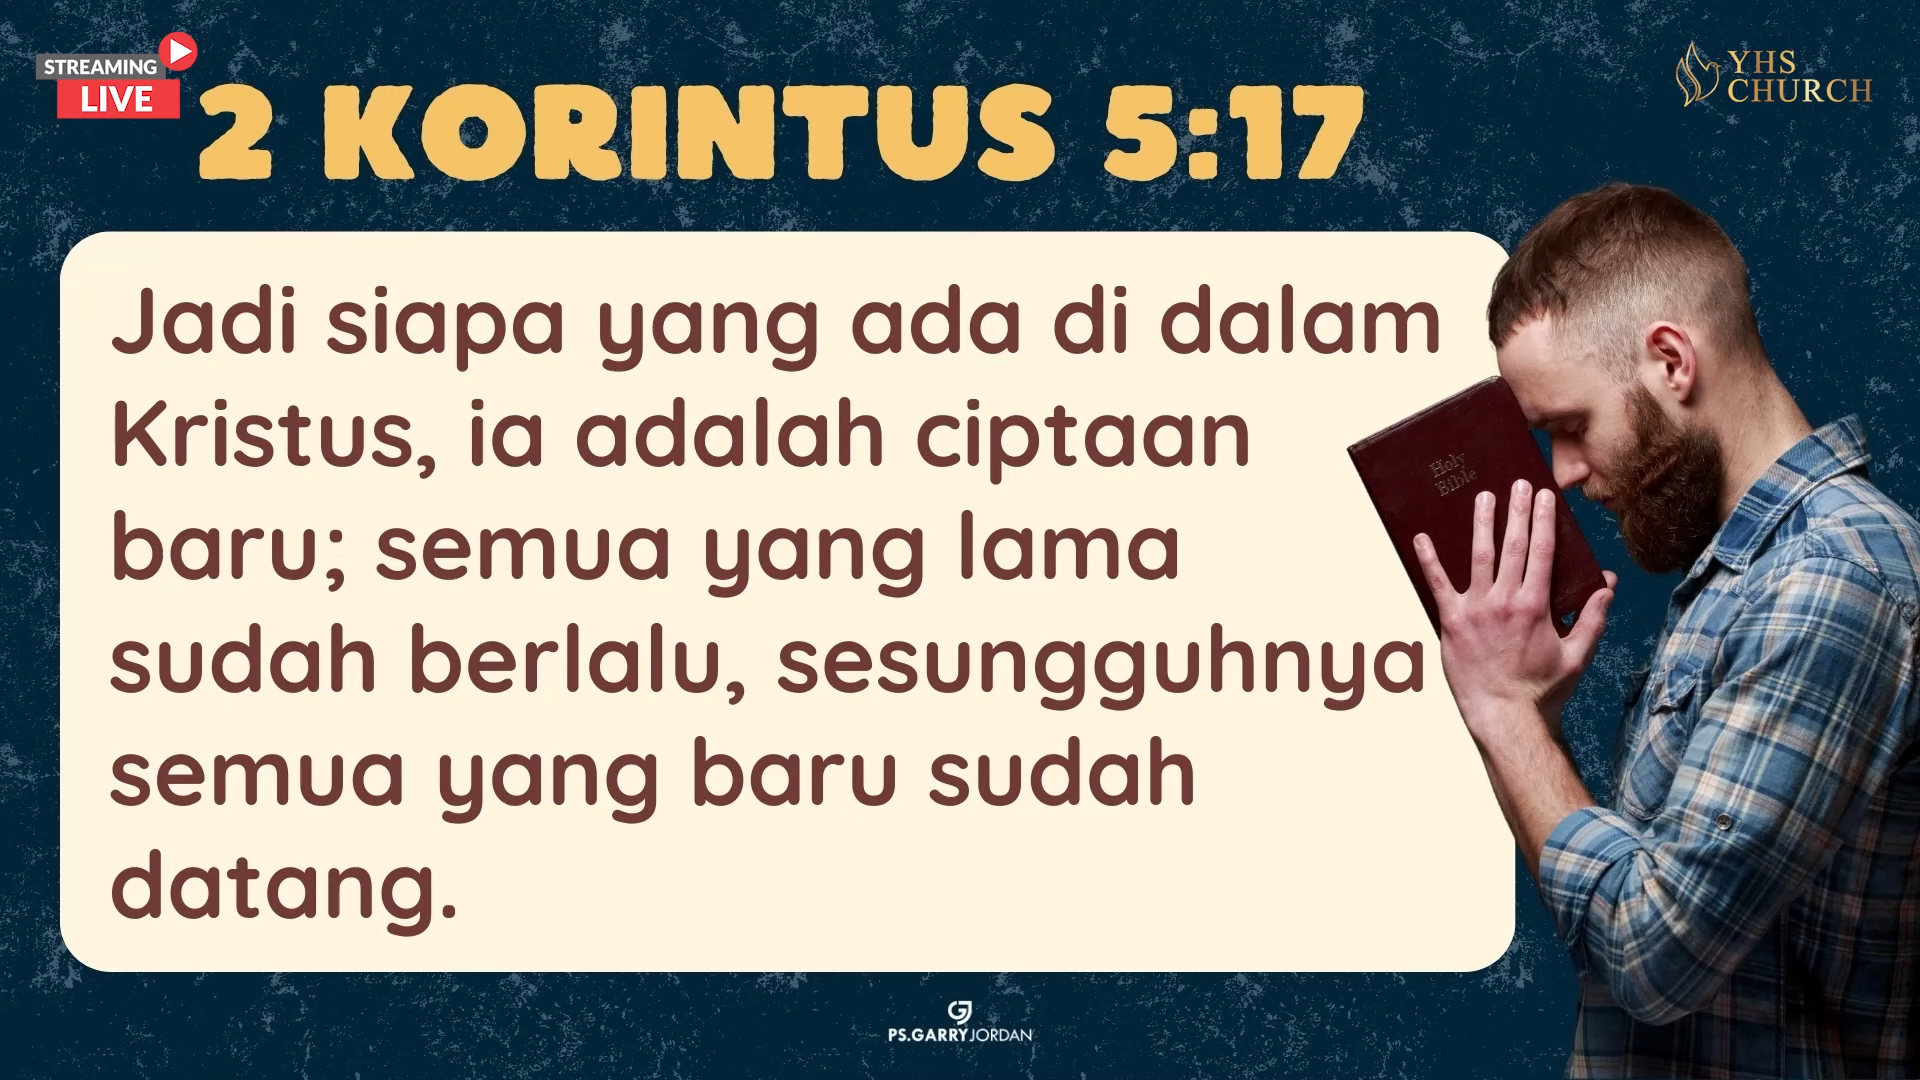 STREAMING
LIVE
2 KORINTUS 5:17
YHS
CHURCH
Jadi siapa yang ada di dalam
Kristus, ia adalah ciptaan
baru; semua yang lama
sudah berlalu, sesungguhnya
semua yang baru sudah
datang.
Holy
Bible
PS.GARRYJORDAN